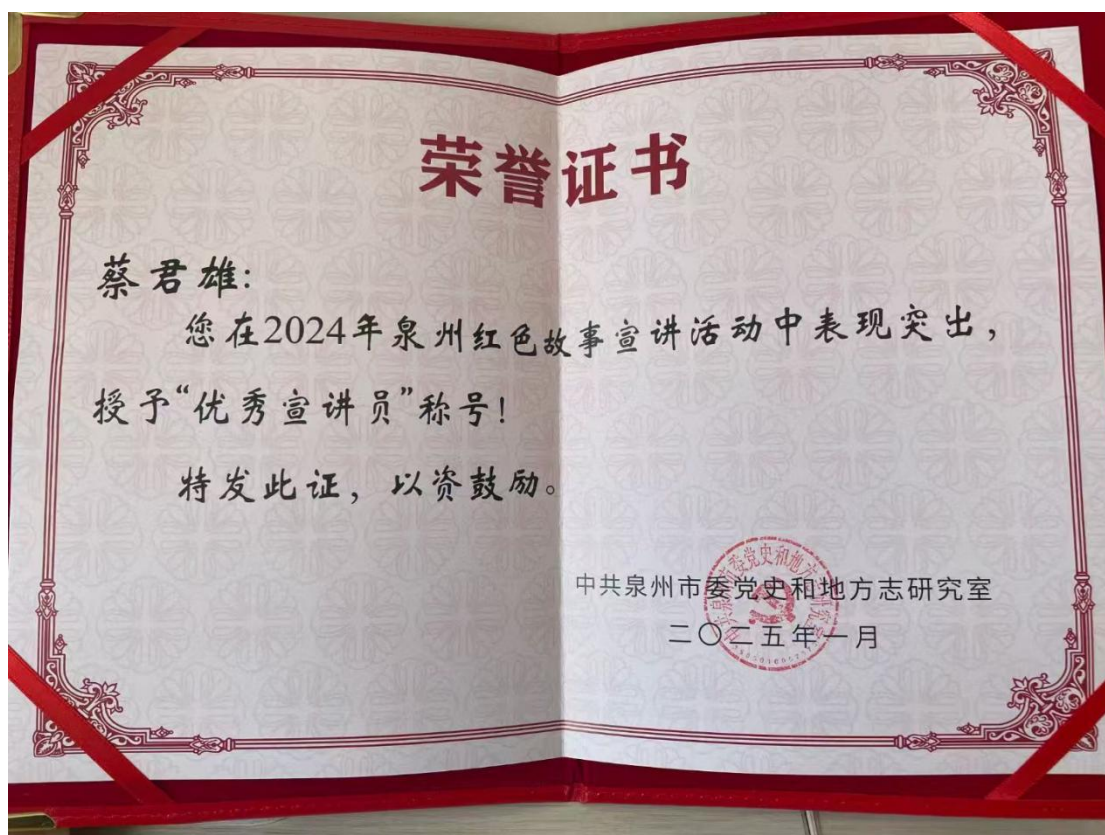 荣誉证书
蔡君雄:
您在2024年泉州红色故事宣讲活动中表现突出，
授予“优秀宣讲员”称号！
特发此证，以资鼓励。
中共泉州市委党史和地方志研究室
二〇二五年一月